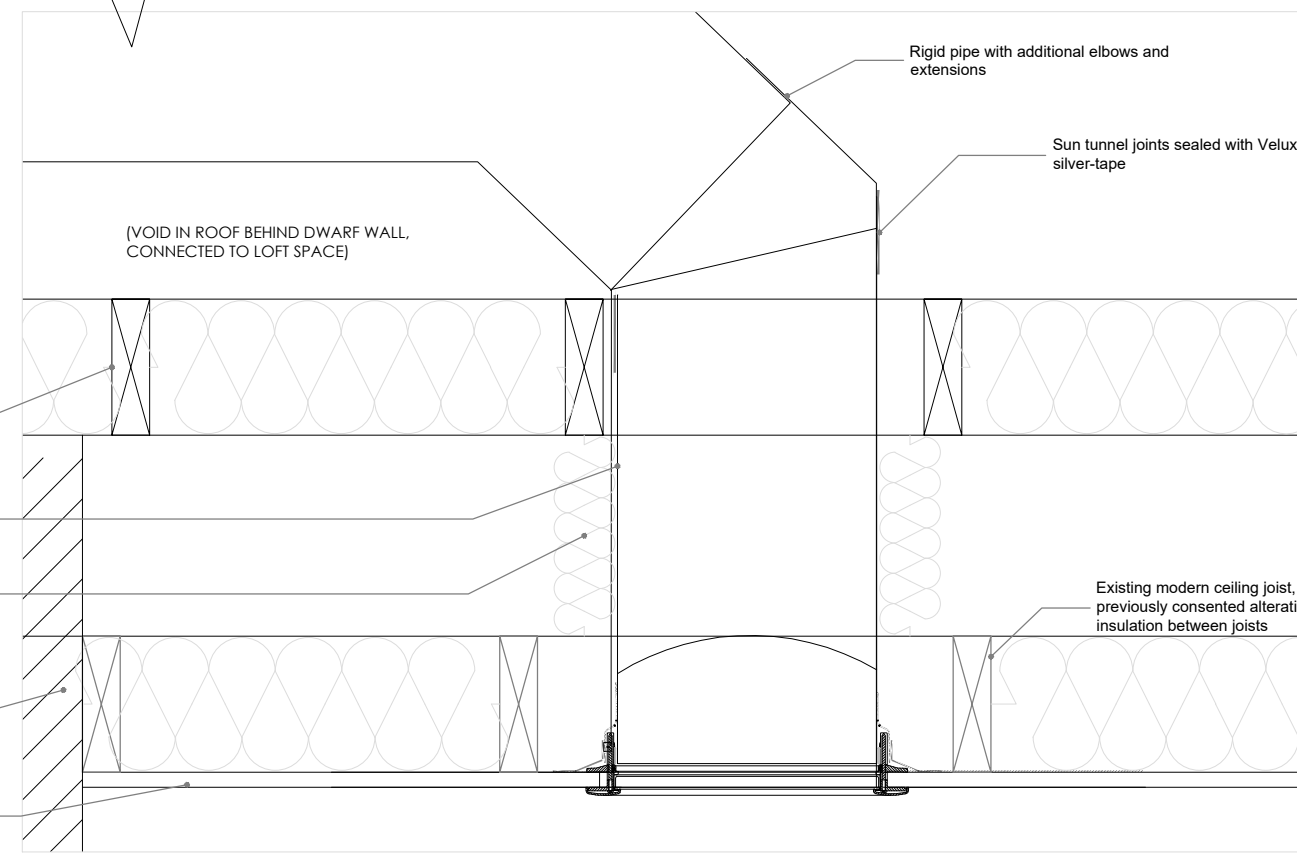 Rigid pipe with additional elbows and
extensions
Sun tunnel joints sealed with Velux
silver-tape
(VOID IN ROOF BEHIND DWARF WALL,
CONNECTED TO LOFT SPACE)
Existing modern ceiling joist,
previously consented alterati
insulation between joists